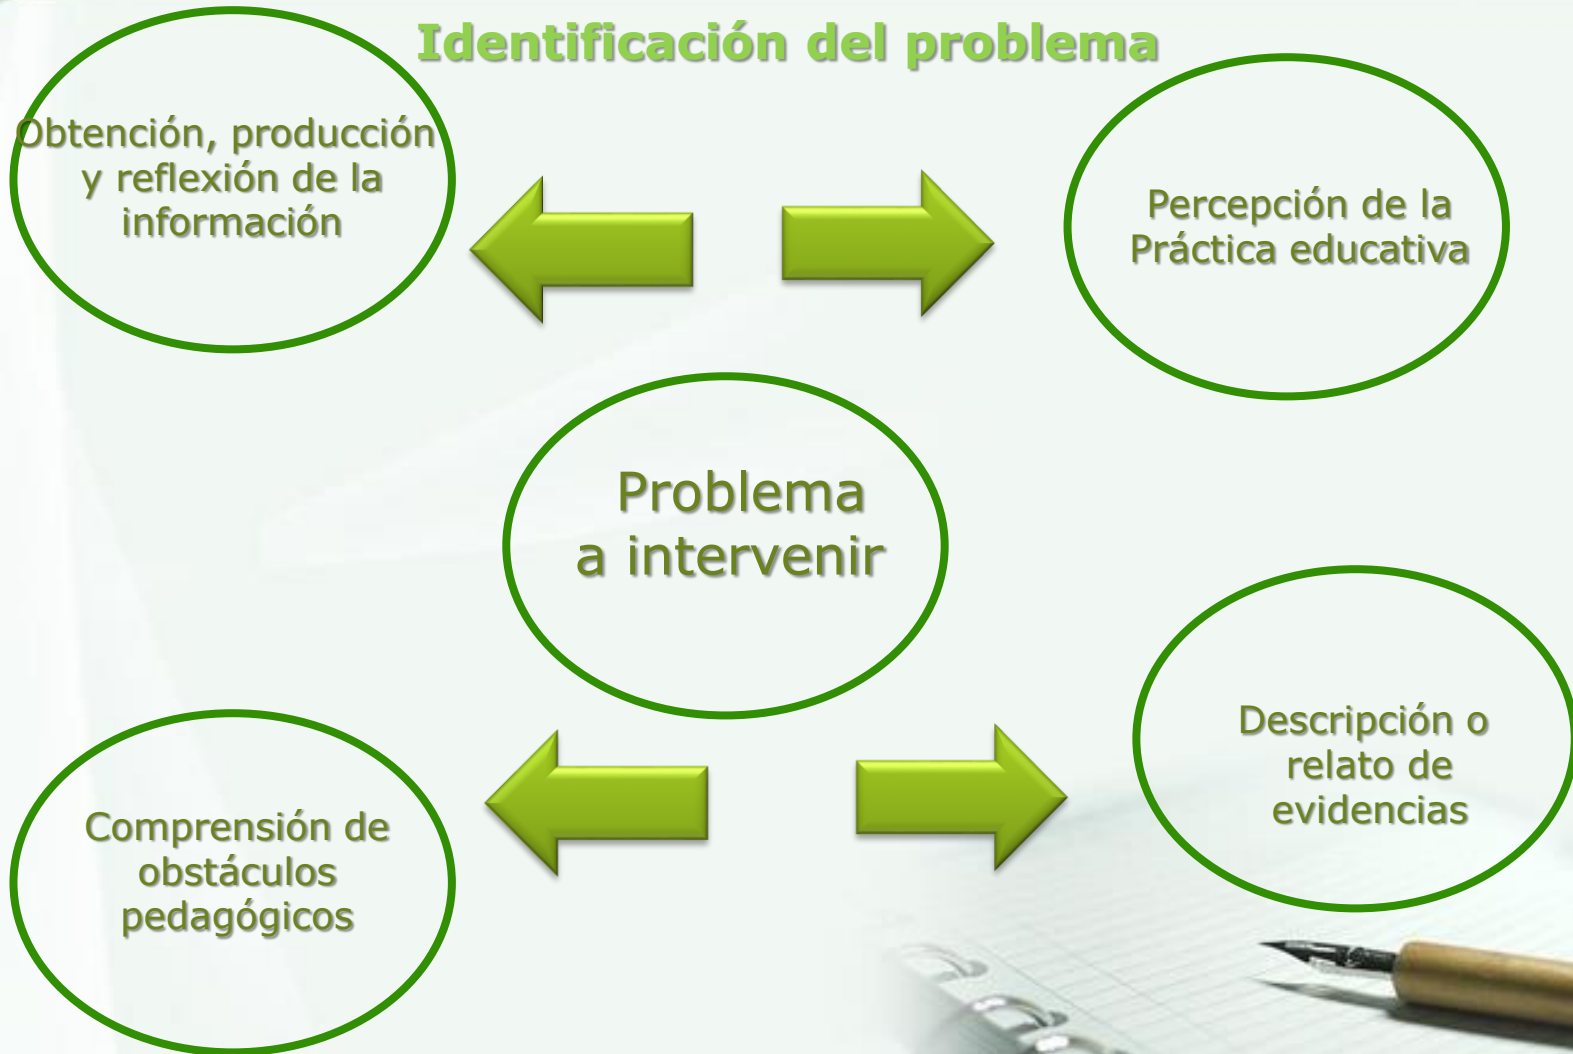 Identificación del problema
Obtención, producción
y reflexión de la
información
Percepción de la
Práctica educativa
Problema
a intervenir
Descripción o
relato de
evidencias
Comprensión de
obstáculos
pedagógicos